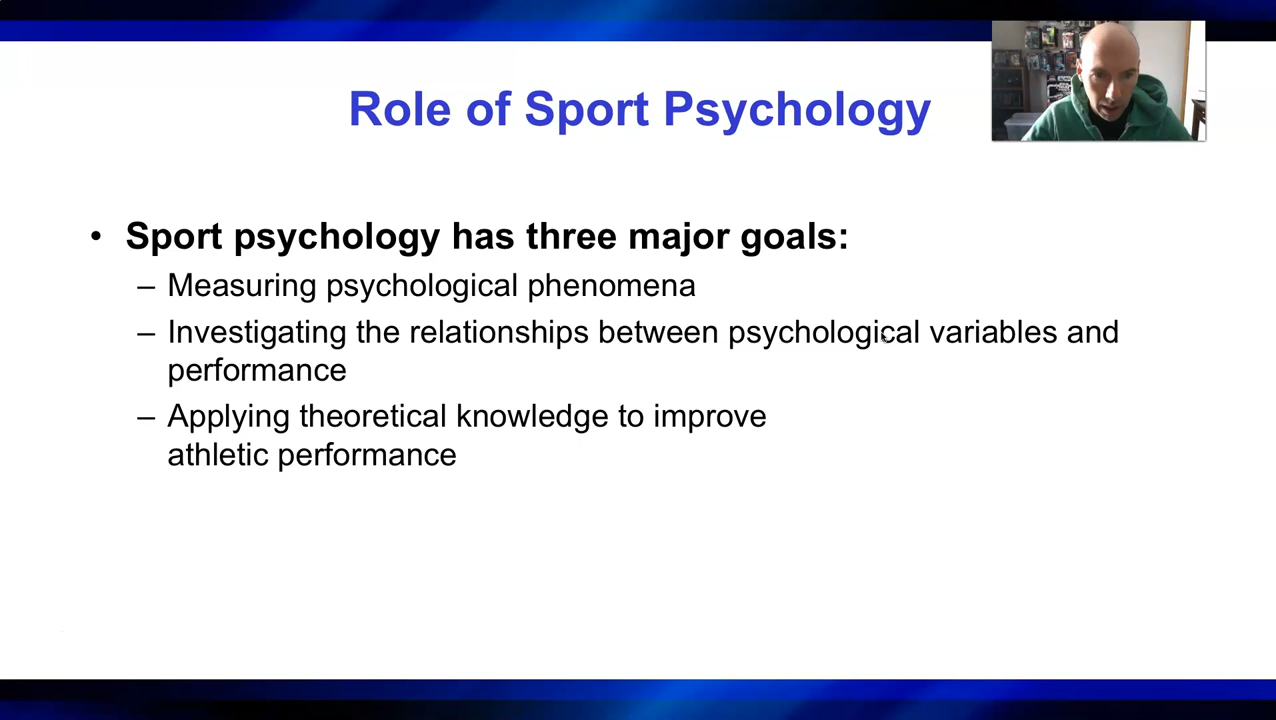 Role of Sport Psychology
• Sport psychology has three major goals:
– Measuring psychological phenomena
– Investigating the relationships between psychological variables and
performance
– Applying theoretical knowledge to improve
athletic performance